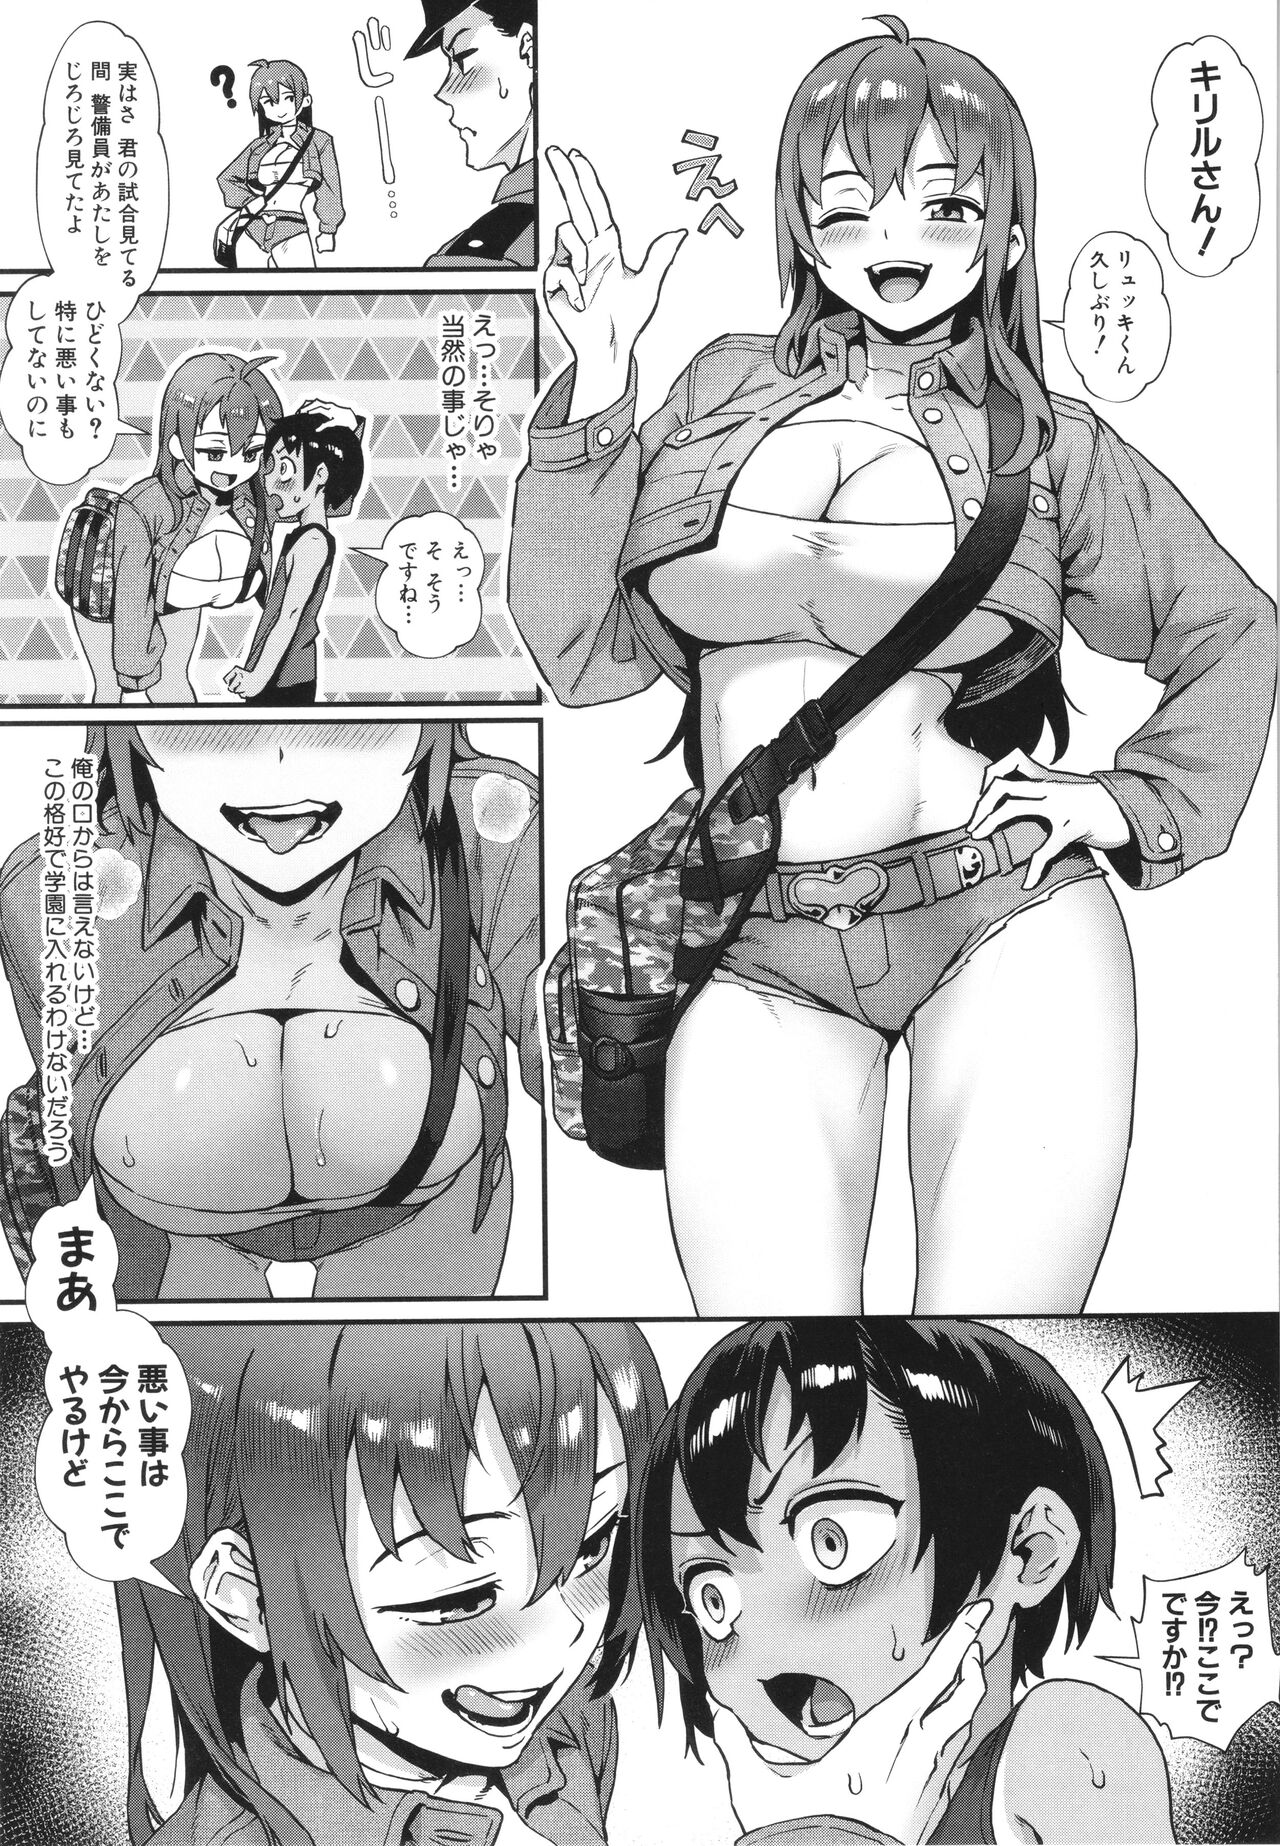 キリルさん！
リュッキくん
久しぶり！
えへ
じーー……
？
実はさ 君の試合見てる
間 警備員があたしを
じろじろ見てたよ
ひどくない？
特に悪い事も
してないのに
えっ…そりゃ
当然の事じゃ…
えっ…
そ そう
ですね…
俺の口からは言えないけど…
この格好で学園に入れるわけないだろう
まあ
悪い事は
今からここで
やるけど
えっ？
今!?ここで
ですか!?